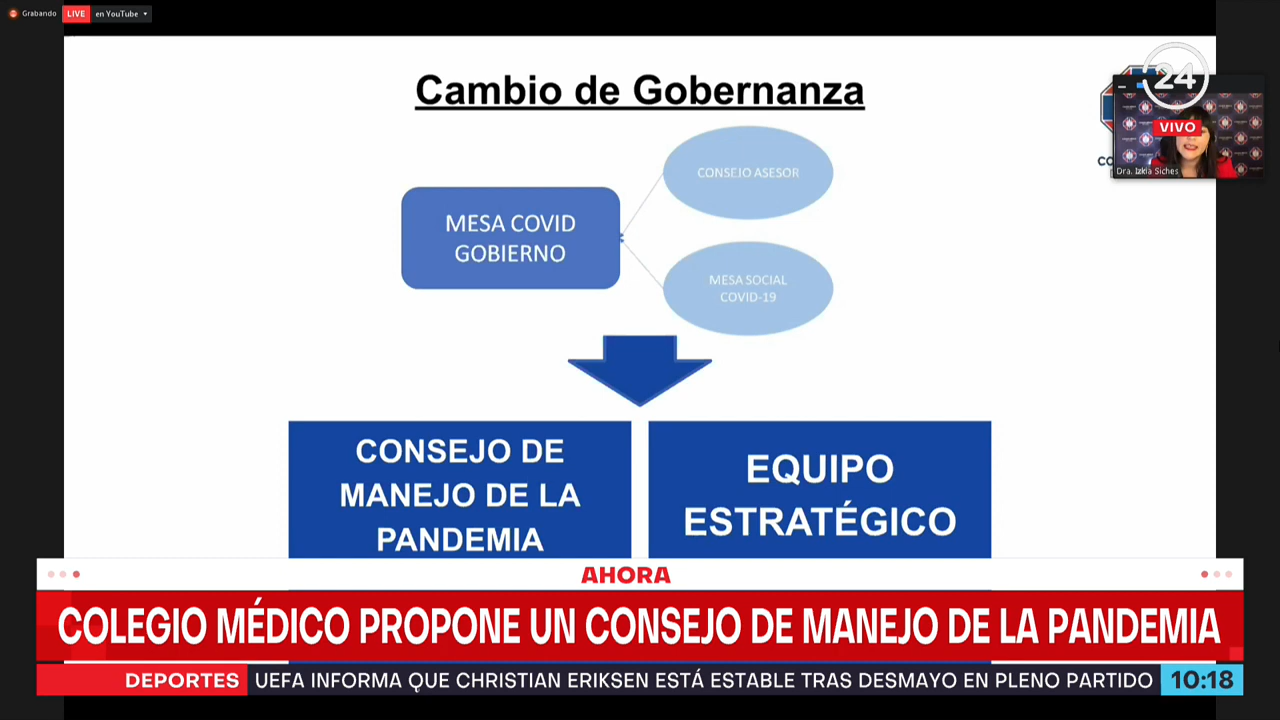 Grabando LIVE en YouTube
Cambio de Gobernanza
24
VIVO
Dra. Izkia Siches
CONSEJO ASESOR
MESA COVID
GOBIERNO
MESA SOCIAL
COVID-19
CONSEJO DE
MANEJO DE LA
PANDEMIA
EQUIPO
ESTRATÉGICO
AHORA
COLEGIO MÉDICO PROPONE UN CONSEJO DE MANEJO DE LA PANDEMIA
DEPORTES UEFA INFORMA QUE CHRISTIAN ERIKSEN ESTÁ ESTABLE TRAS DESMAYO EN PLENO PARTIDO 10:18